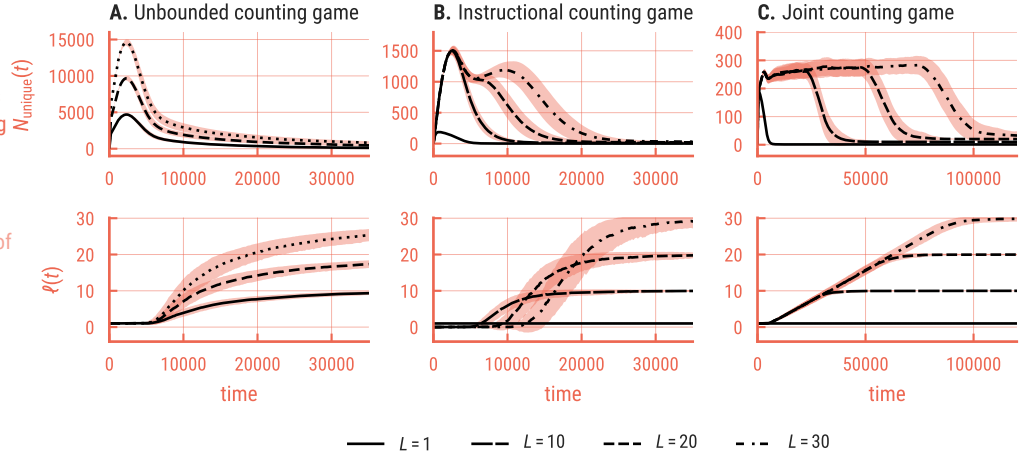 A. Unbounded counting game
B. Instructional counting game
C. Joint counting game
N_unique(t)
15000
10000
5000
0
0 10000 20000 30000
1500
1000
500
0
0 10000 20000 30000
400
300
200
100
0
0 50000 100000
g
of
ℓ(t)
30
20
10
0
0 10000 20000 30000
time
30
20
10
0
0 10000 20000 30000
time
30
20
10
0
0 50000 100000
time
L = 1 L = 10 L = 20 L = 30